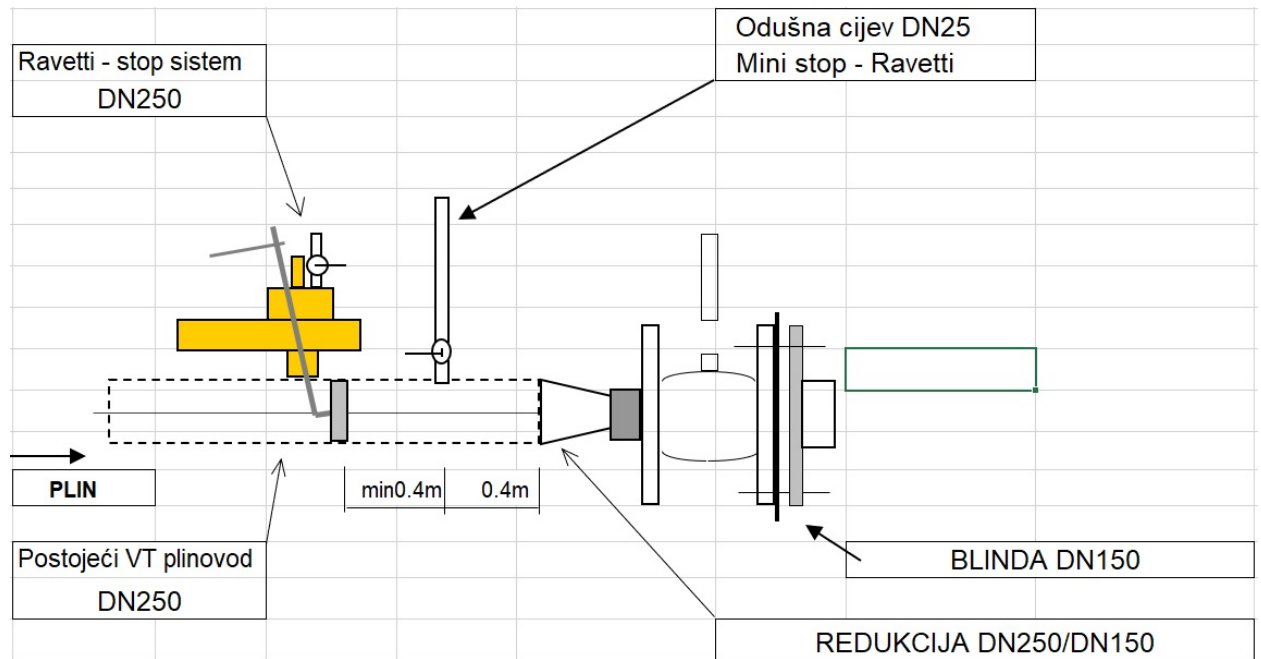 Odušna cijev DN25
Mini stop - Ravetti
Ravetti - stop sistem
DN250
PLIN
min0.4m
0.4m
Postojeći VT plinovod
DN250
BLINDA DN150
REDUKCIJA DN250/DN150